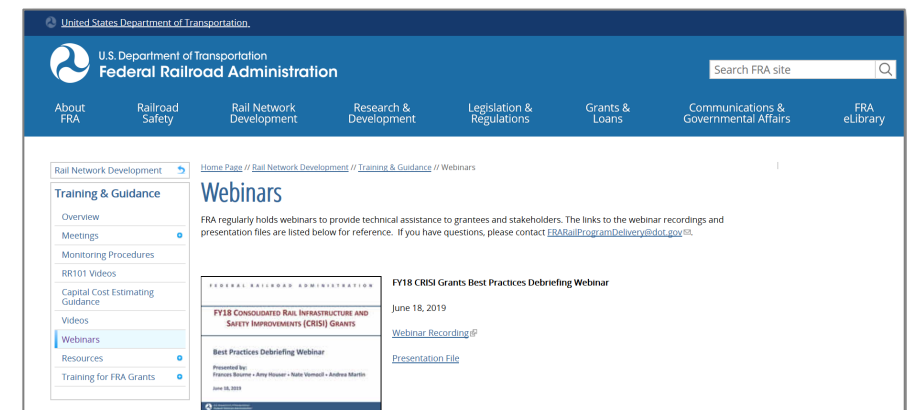 United States Department of Transportation
U.S. Department of Transportation
Federal Railroad Administration
Search FRA site
About FRA
Railroad Safety
Rail Network Development
Research & Development
Legislation & Regulations
Grants & Loans
Communications & Governmental Affairs
FRA eLibrary
Rail Network Development
Training & Guidance
Overview
Meetings
Monitoring Procedures
RR101 Videos
Capital Cost Estimating
Guidance
Videos
Webinars
Resources
Training for FRA Grants
Home Page // Rail Network Development // Training & Guidance // Webinars
Webinars
FRA regularly holds webinars to provide technical assistance to grantees and stakeholders. The links to the webinar recordings and
presentation files are listed below for reference. If you have questions, please contact FRARailProgramDelivery@dot.gov.
FEDERAL RAILROAD ADMINISTRATION
FY18 CONSOLIDATED RAIL INFRASTRUCTURE AND
SAFETY IMPROVEMENTS (CRISI) GRANTS
Best Practices Debriefing Webinar
Presented by:
Frances Bourne • Amy Houser • Nate Vomocil • Andrea Martin
June 18, 2019
FY18 CRISI Grants Best Practices Debriefing Webinar
June 18, 2019
Webinar Recording
Presentation File